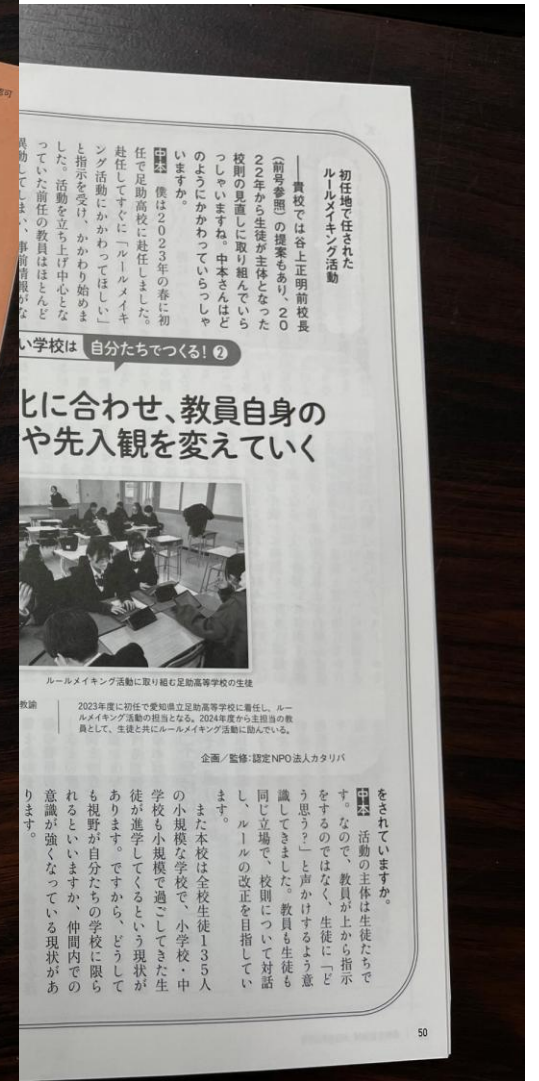 初任地で任された
ルールメイキング活動
――貴校では谷上正明前校長
（前号参照）の提案もあり、20
22年から生徒が主体となった
校則の見直しに取り組んでいら
っしゃいますね。中本さんはど
のようにかかわっていらっしゃ
いますか。
中本　僕は2023年の春に初
任で足助高校に赴任しました。
赴任してすぐに「ルールメイキ
ング活動にかかわってほしい」
と指示を受け、かかわり始めま
した。活動を立ち上げ中心とな
っていた前任の教員はほとんど
異動してしまい、事前情報がな
い学校は 自分たちでつくる！❷
化に合わせ、教員自身の
や先入観を変えていく
ルールメイキング活動に取り組む足助高等学校の生徒
教諭
2023年度に初任で愛知県立足助高等学校に着任し、ルー
ルメイキング活動の担当となる。2024年度から主担当の教
員として、生徒と共にルールメイキング活動に励んでいる。
企画／監修：認定NPO法人カタリバ
をされていますか。
中本　活動の主体は生徒たちで
す。なので、教員が上から指示
をするのではなく、生徒に「ど
う思う？」と声かけするよう意
識してきました。教員も生徒も
同じ立場で、校則について対話
し、ルールの改正を目指してい
ます。
また本校は全校生徒135人
の小規模な学校で、小学校・中
学校も小規模で過ごしてきた生
徒が進学してくるという現状が
あります。ですから、どうして
も視野が自分たちの学校に限ら
れるといいますか、仲間内での
意識が強くなっている現状があ
ります。
50